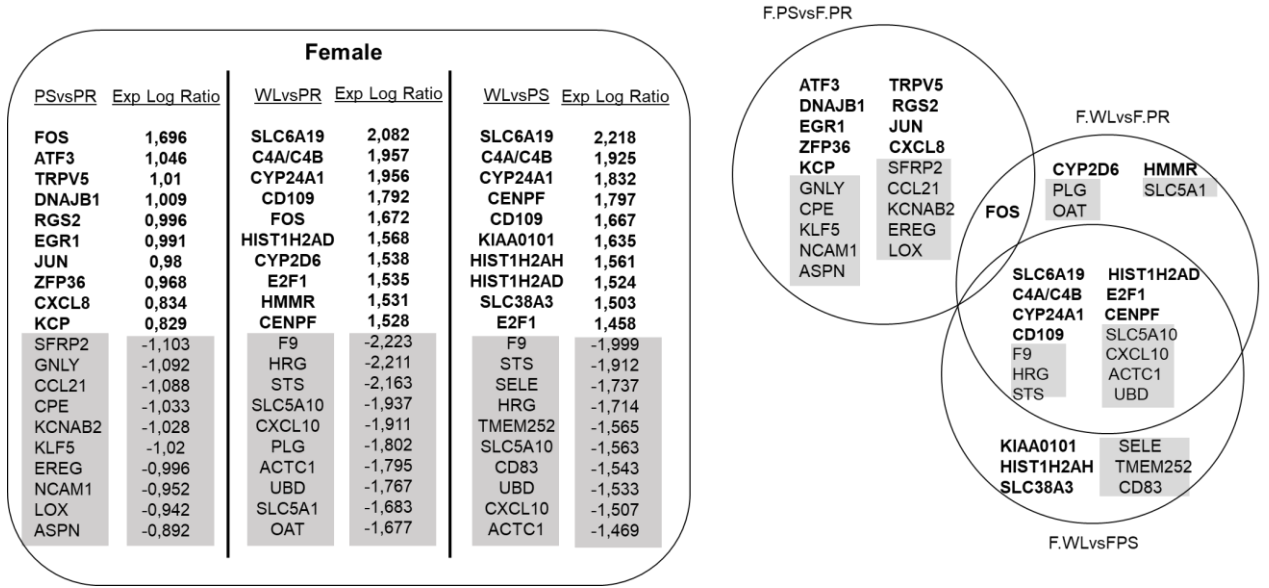 Female
PSvsPR Exp Log Ratio WLvsPR Exp Log Ratio WLvsPS Exp Log Ratio
FOS 1,696 SLC6A19 2,082 SLC6A19 2,218
ATF3 1,046 C4A/C4B 1,957 C4A/C4B 1,925
TRPV5 1,01 CYP24A1 1,956 CYP24A1 1,832
DNAJB1 1,009 CD109 1,792 CENPF 1,797
RGS2 0,996 FOS 1,672 CD109 1,667
EGR1 0,991 HIST1H2AD 1,568 KIAA0101 1,635
JUN 0,98 CYP2D6 1,538 HIST1H2AH 1,561
ZFP36 0,968 E2F1 1,535 HIST1H2AD 1,524
CXCL8 0,834 HMMR 1,531 SLC38A3 1,503
KCP 0,829 CENPF 1,528 E2F1 1,458
SFRP2 -1,103 F9 -2,223 F9 -1,999
GNLY -1,092 HRG -2,211 STS -1,912
CCL21 -1,088 STS -2,163 SELE -1,737
CPE -1,033 SLC5A10 -1,937 HRG -1,714
KCNAB2 -1,028 CXCL10 -1,911 TMEM252 -1,565
KLF5 -1,02 PLG -1,802 SLC5A10 -1,563
EREG -0,996 ACTC1 -1,795 CD83 -1,543
NCAM1 -0,952 UBD -1,767 UBD -1,533
LOX -0,942 SLC5A1 -1,683 CXCL10 -1,507
ASPN -0,892 OAT -1,677 ACTC1 -1,469
F.PSvsF.PR
ATF3 TRPV5
DNAJB1 RGS2
EGR1 JUN
ZFP36 CXCL8
KCP SFRP2
GNLY CCL21
CPE KCNAB2
KLF5 EREG
NCAM1 LOX
ASPN
F.WLvsF.PR
CYP2D6 HMMR
PLG SLC5A1
OAT
FOS
SLC6A19 HIST1H2AD
C4A/C4B E2F1
CYP24A1 CENPF
CD109 SLC5A10
F9 CXCL10
HRG ACTC1
STS UBD
KIAA0101 SELE
HIST1H2AH TMEM252
SLC38A3 CD83
F.WLvsFPS